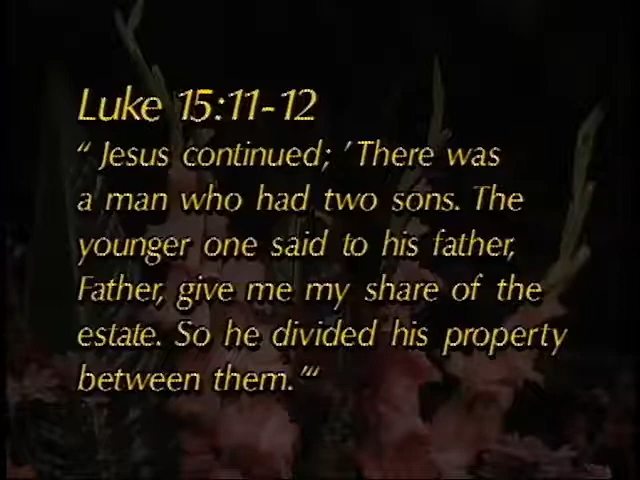 Luke 15:11-12
“ Jesus continued; ‘There was
a man who had two sons. The
younger one said to his father,
Father, give me my share of the
estate. So he divided his property
between them.’”